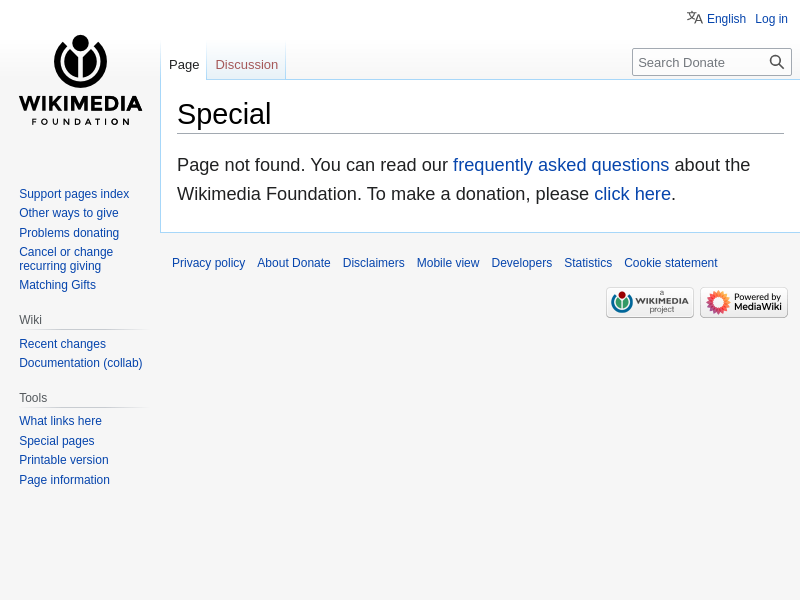 English Log in
WIKIMEDIA
FOUNDATION
Page Discussion
Search Donate
Special
Page not found. You can read our frequently asked questions about the
Wikimedia Foundation. To make a donation, please click here.
Support pages index
Other ways to give
Problems donating
Cancel or change
recurring giving
Matching Gifts
Wiki
Recent changes
Documentation (collab)
Tools
What links here
Special pages
Printable version
Page information
Privacy policy About Donate Disclaimers Mobile view Developers Statistics Cookie statement
a
WIKIMEDIA
project
Powered by
MediaWiki